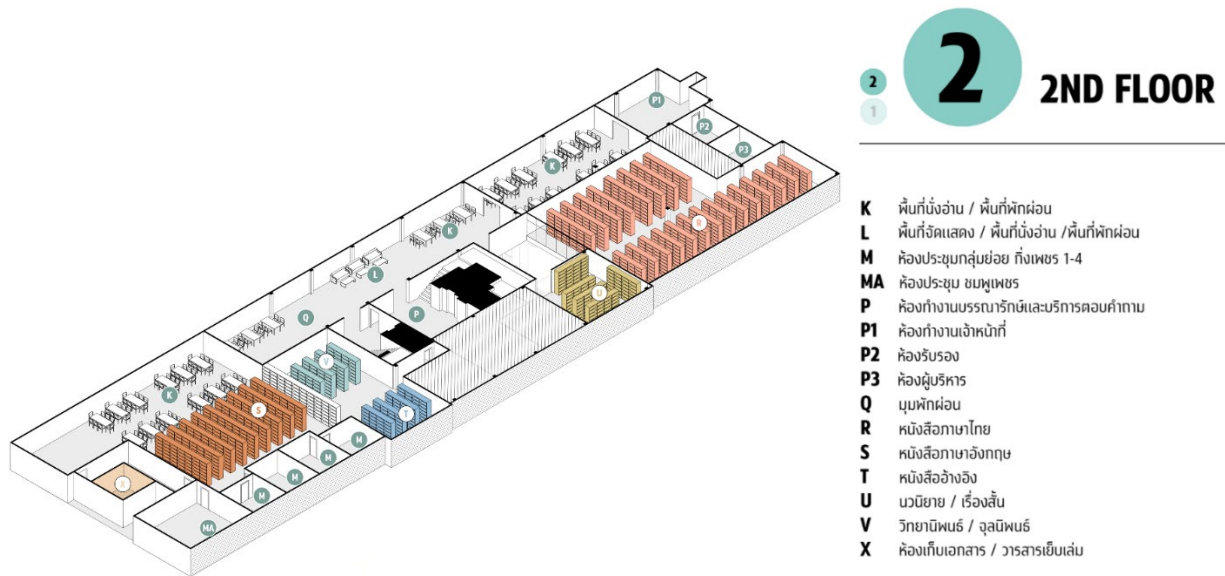 2
1
2
2ND FLOOR
K พื้นที่นั่งอ่าน / พื้นที่พักผ่อน
L พื้นที่จัดแสดง / พื้นที่นั่งอ่าน /พื้นที่พักผ่อน
M ห้องประชุมกลุ่มย่อย กิ่งเพชร 1-4
MA ห้องประชุม ชมพูเพชร
P ห้องทำงานบรรณารักษ์และบริการตอบคำถาม
P1 ห้องทำงานเจ้าหน้าที่
P2 ห้องรับรอง
P3 ห้องผู้บริหาร
Q มุมพักผ่อน
R หนังสือภาษาไทย
S หนังสือภาษาอังกฤษ
T หนังสืออ้างอิง
U นวนิยาย / เรื่องสั้น
V วิทยานิพนธ์ / จุลนิพนธ์
X ห้องเก็บเอกสาร / วารสารเย็บเล่ม
P1
P2
P3
K
R
K
L
U
Q
P
V
K
S
T
M
M
M
M
X
MA